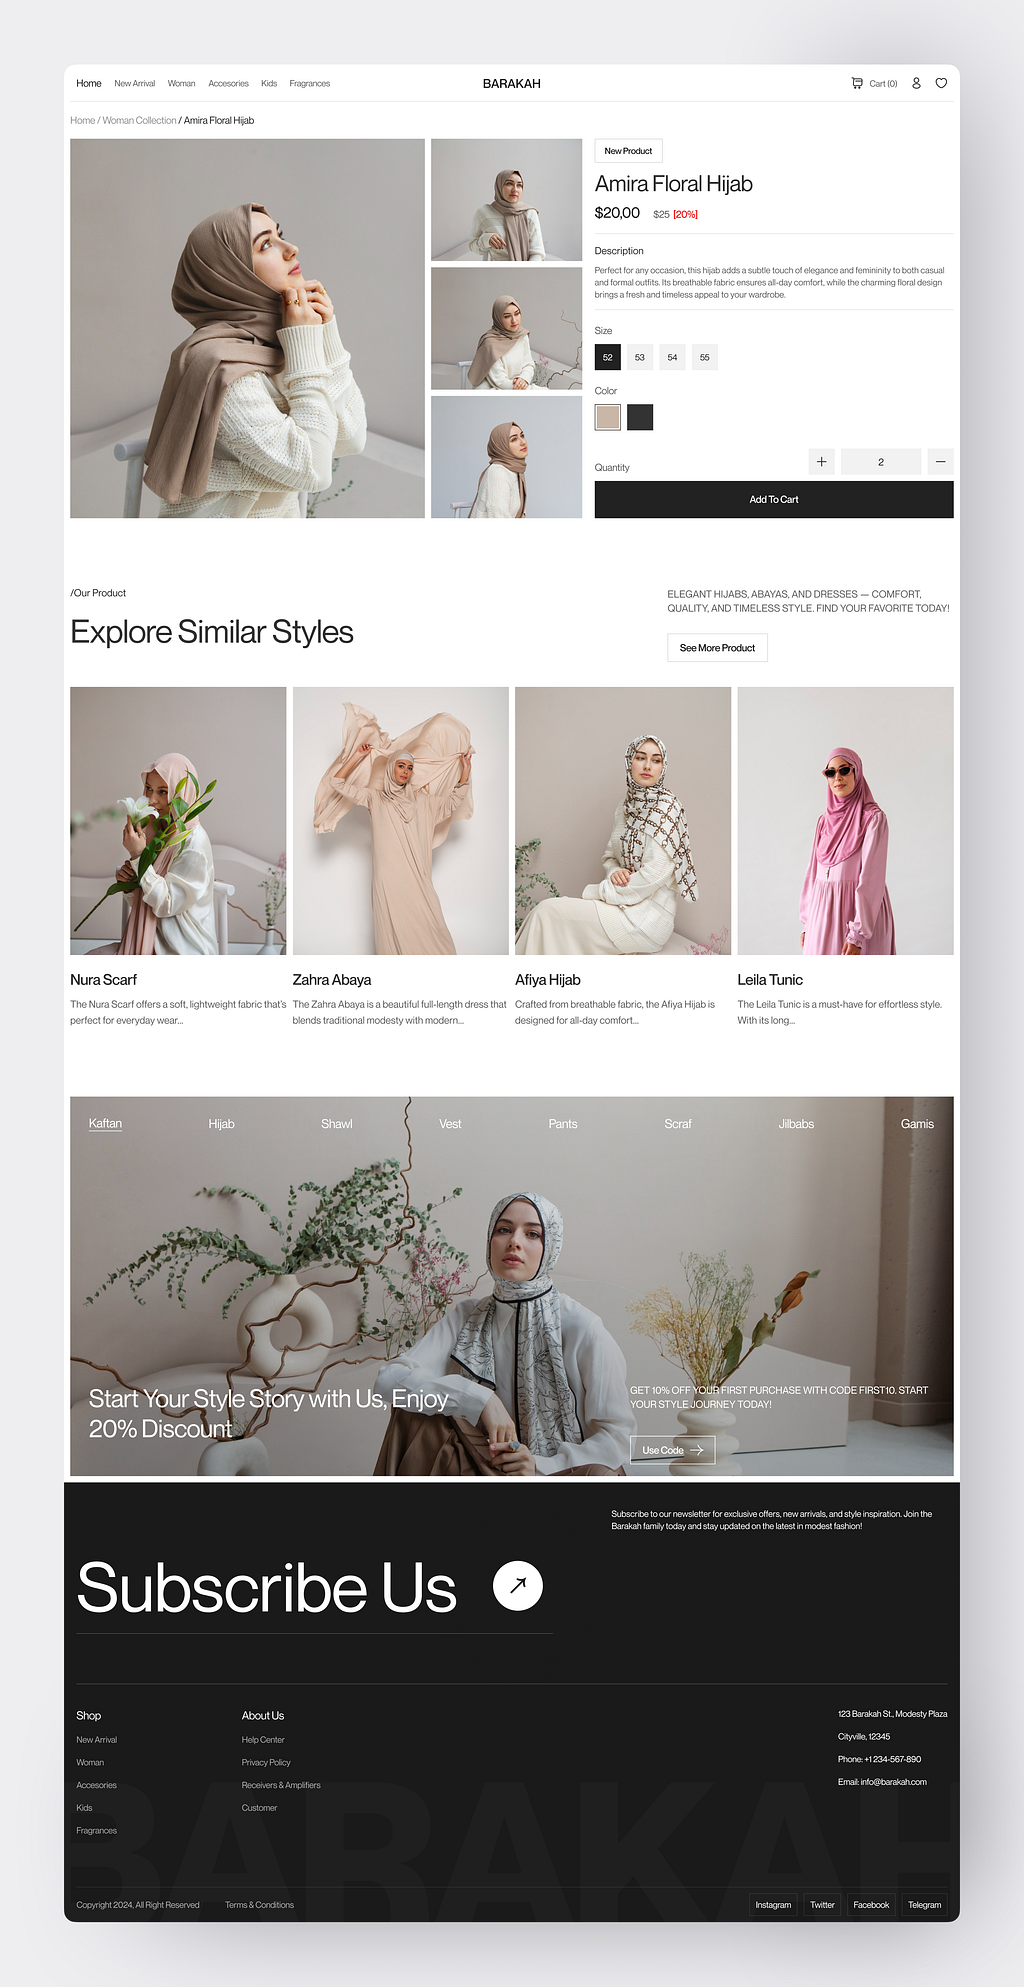 Home New Arrival Woman Accesories Kids Fragrances BARAKAH Cart (0)
Home / Woman Collection / Amira Floral Hijab
New Product
Amira Floral Hijab
$20,00 $25 [20%]
Description
Perfect for any occasion, this hijab adds a subtle touch of elegance and femininity to both casual
and formal outfits. Its breathable fabric ensures all-day comfort, while the charming floral design
brings a fresh and timeless appeal to your wardrobe.
Size
52 53 54 55
Color
Quantity
2
Add To Cart
/Our Product
Explore Similar Styles
ELEGANT HIJABS, ABAYAS, AND DRESSES — COMFORT,
QUALITY, AND TIMELESS STYLE. FIND YOUR FAVORITE TODAY!
See More Product
Nura Scarf
The Nura Scarf offers a soft, lightweight fabric that's
perfect for everyday wear...
Zahra Abaya
The Zahra Abaya is a beautiful full-length dress that
blends traditional modesty with modern...
Afiya Hijab
Crafted from breathable fabric, the Afiya Hijab is
designed for all-day comfort...
Leila Tunic
The Leila Tunic is a must-have for effortless style.
With its long...
Kaftan Hijab Shawl Vest Pants Scraf Jilbabs Gamis
Start Your Style Story with Us, Enjoy
20% Discount
GET 10% OFF YOUR FIRST PURCHASE WITH CODE FIRST10. START
YOUR STYLE JOURNEY TODAY!
Use Code
Subscribe to our newsletter for exclusive offers, new arrivals, and style inspiration. Join the
Barakah family today and stay updated on the latest in modest fashion!
Subscribe Us
Shop
New Arrival
Woman
Accesories
Kids
Fragrances
About Us
Help Center
Privacy Policy
Receivers & Amplifiers
Customer
123 Barakah St., Modesty Plaza
Cityville, 12345
Phone: +1 234-567-890
Email: info@barakah.com
BARAKAH
Copyright 2024, All Right Reserved Terms & Conditions
Instagram Twitter Facebook Telegram